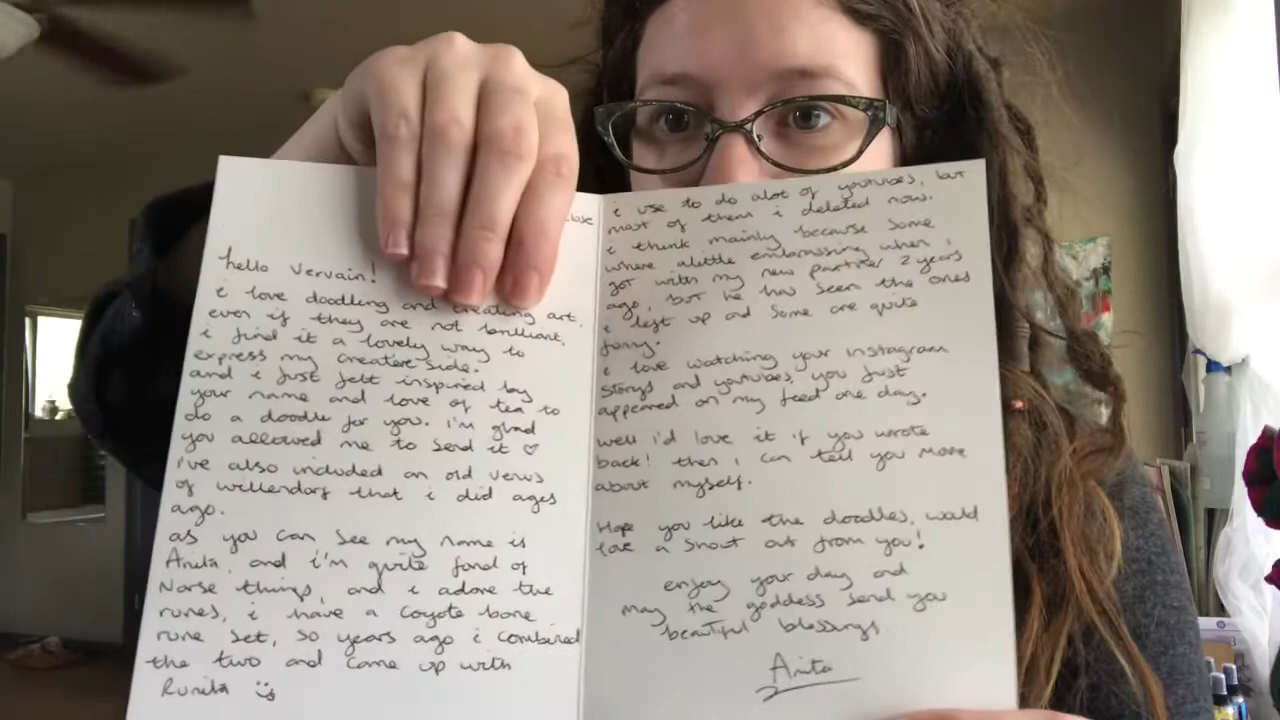 close
hello Vervain!
i love doodling and creating art.
even if they are not brilliant,
i find it a lovely way to
express my creative side.
and i just felt inspired by
your name and love of tea to
do a doodle for you. i'm glad
you allowed me to send it ♡
i've also included an old venus
of willendorf that i did ages
ago.
as you can see my name is
Anita, and i'm quite fond of
Norse things, and i adore the
runes, i have a coyote bone
rune set, so years ago i combined
the two and came up with
Runita
i use to do alot of youtubes, but
most of them i deleted now.
i think mainly because some
where alittle embrassing when i
got with my new partner 2 years
ago, but he has seen the ones
i left up and some are quite
funny.
i love watching your instagram
storys and youtubes, you just
appeared on my feed one day.
well i'd love it if you wrote
back! then i can tell you more
about myself.
Hope you like the doodles, would
love a shout out from you!
enjoy your day and
may the goddess send you
beautiful blessings
Anita